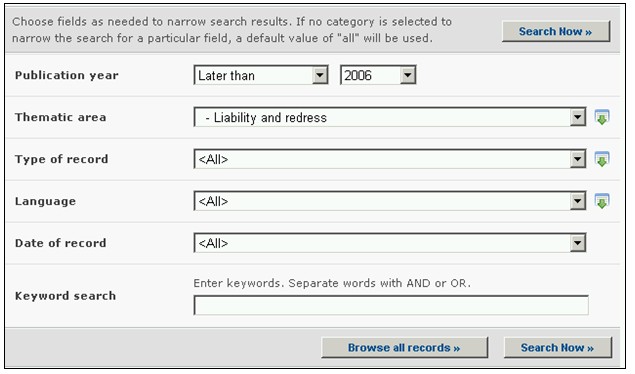 Choose fields as needed to narrow search results. If no category is selected to
narrow the search for a particular field, a default value of "all" will be used.
Search Now »
Publication year
Later than
2006
Thematic area
- Liability and redress
Type of record
<All>
Language
<All>
Date of record
<All>
Keyword search
Enter keywords. Separate words with AND or OR.
Browse all records »
Search Now »